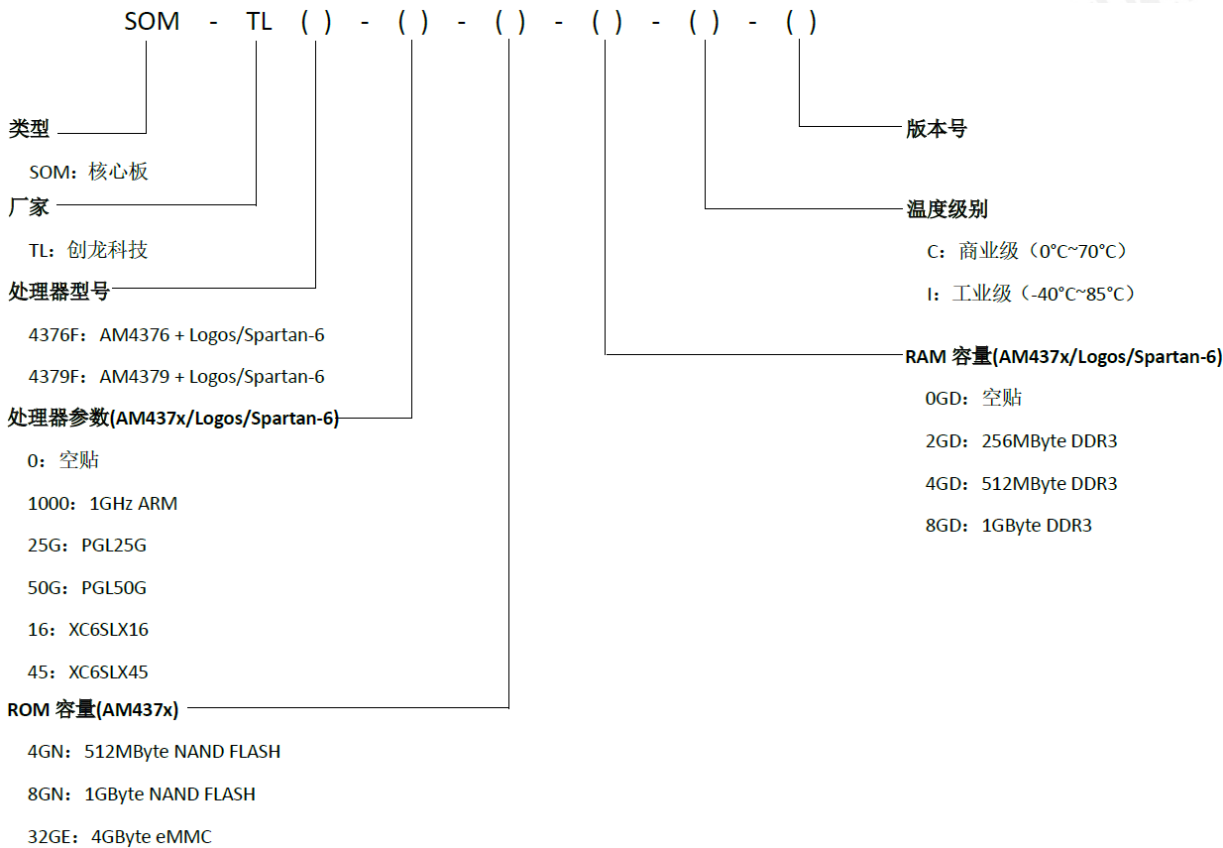 SOM - TL ( ) - ( ) - ( ) - ( ) - ( ) - ( )
类型
SOM：核心板
厂家
TL：创龙科技
处理器型号
4376F：AM4376 + Logos/Spartan-6
4379F：AM4379 + Logos/Spartan-6
处理器参数(AM437x/Logos/Spartan-6)
0：空贴
1000：1GHz ARM
25G：PGL25G
50G：PGL50G
16：XC6SLX16
45：XC6SLX45
ROM 容量(AM437x)
4GN：512MByte NAND FLASH
8GN：1GByte NAND FLASH
32GE：4GByte eMMC
版本号
温度级别
C：商业级（0°C~70°C）
I：工业级（-40°C~85°C）
RAM 容量(AM437x/Logos/Spartan-6)
0GD：空贴
2GD：256MByte DDR3
4GD：512MByte DDR3
8GD：1GByte DDR3